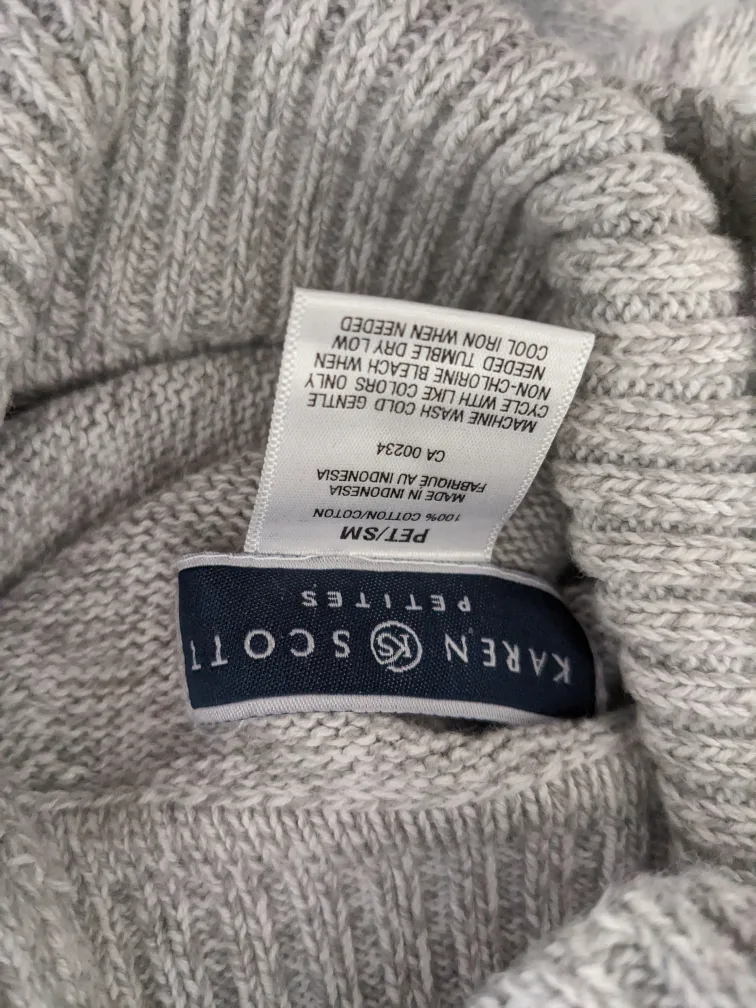 KAREN KS SCOTT
PETITES
PET/SM
100% COTTON/COTON
MADE IN INDONESIA
FABRIQUÉ AU INDONESIA
CA 00234
MACHINE WASH COLD GENTLE
CYCLE WITH LIKE COLORS ONLY
NON-CHLORINE BLEACH WHEN
NEEDED TUMBLE DRY LOW
COOL IRON WHEN NEEDED